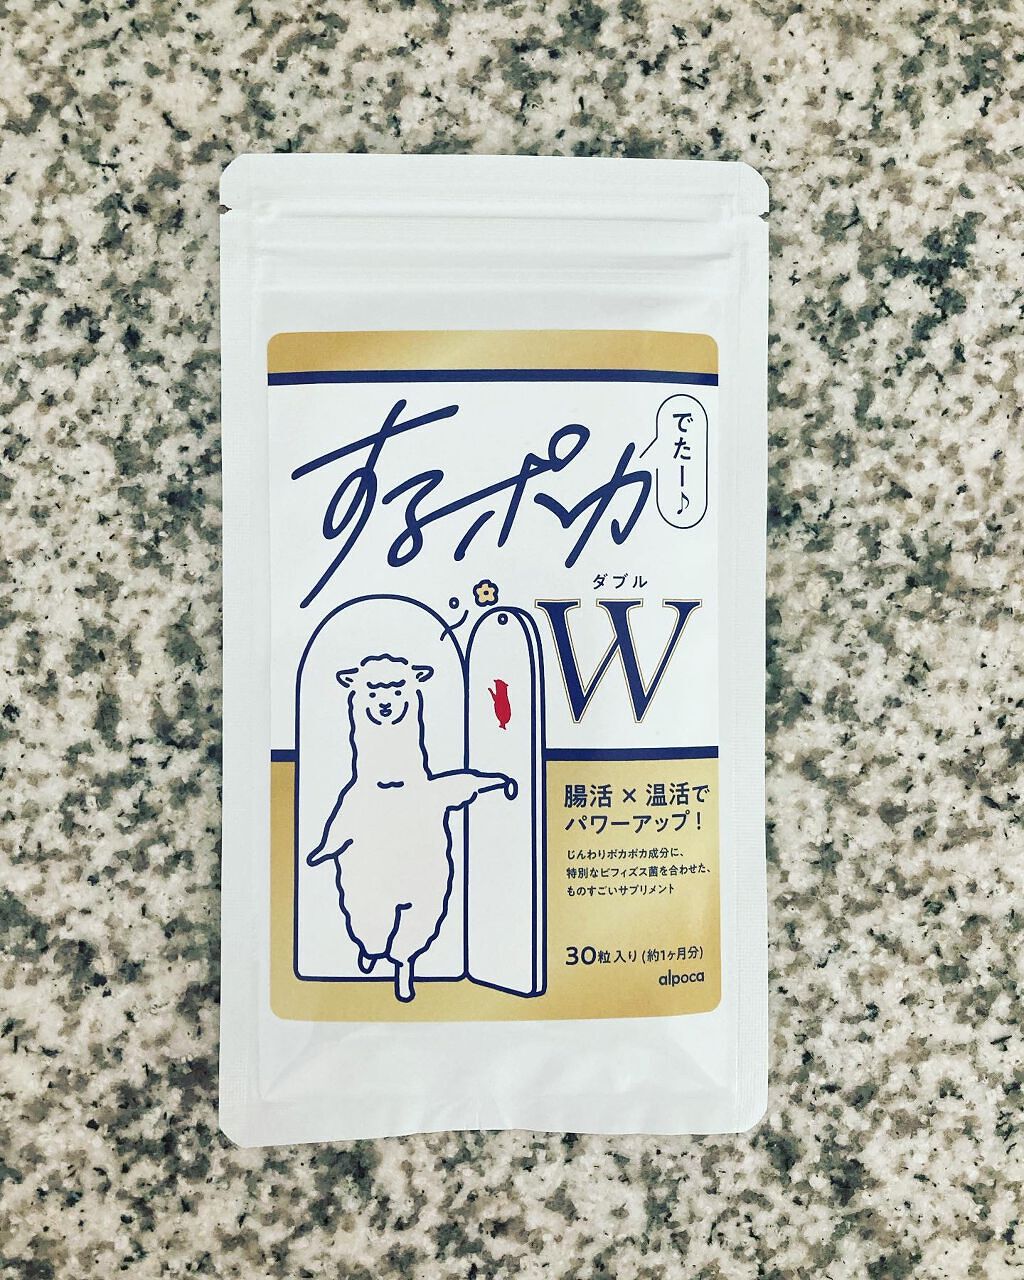 するポカ
でたー♪
ダブル
W
腸活×温活で
パワーアップ!
じんわりポカポカ成分に、
特別なビフィズス菌を合わせた、
ものすごいサプリメント
30粒入り(約1ヶ月分)
alpoca